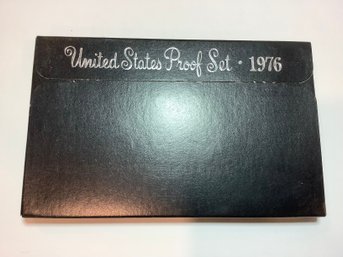 United States Proof Set · 1976